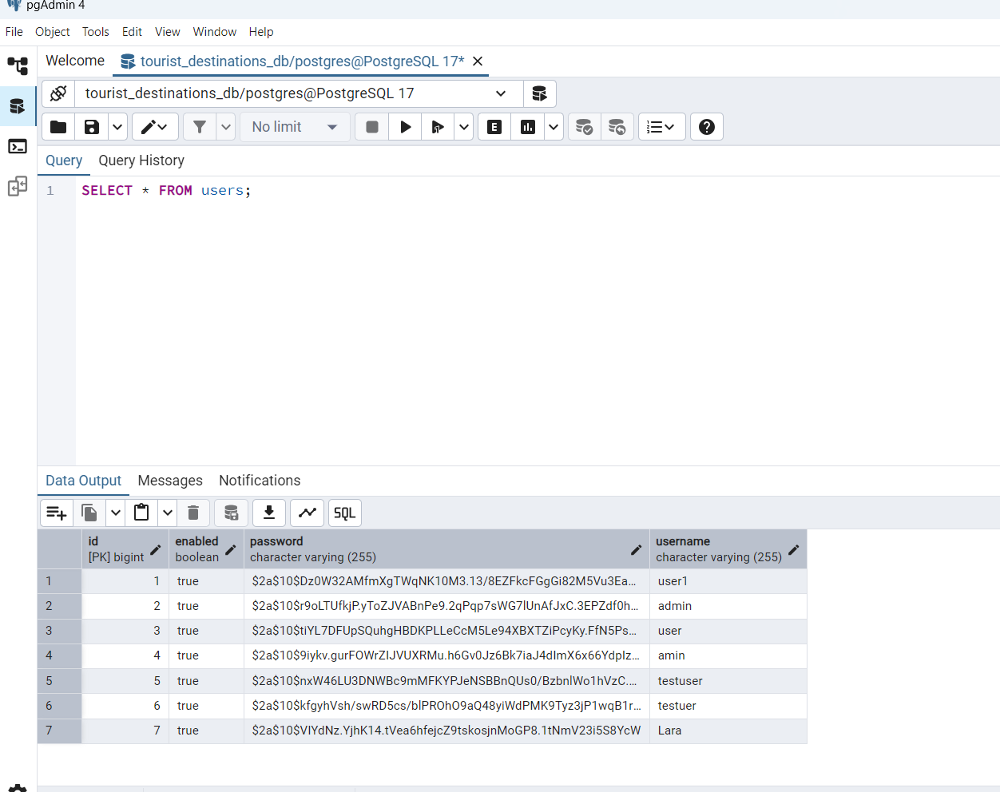 pgAdmin 4
File Object Tools Edit View Window Help
Welcome tourist_destinations_db/postgres@PostgreSQL 17*
tourist_destinations_db/postgres@PostgreSQL 17
No limit
E
Query Query History
1 SELECT * FROM users;
Data Output Messages Notifications
SQL
id enabled password username
[PK] bigint boolean character varying (255) character varying (255)
1 1 true $2a$10$Dz0W32AMfmXgTWqNK10M3.13/8EZFkcFGgGi82M5Vu3Ea... user1
2 2 true $2a$10$r9oLTUfkjP.yToZJVABnPe9.2qPqp7sWG7lUnAfJxC.3EPZdf0h... admin
3 3 true $2a$10$tiYL7DFUpSQuhgHBDKPLLeCcM5Le94XBXTZiPcyKy.FfN5Ps... user
4 4 true $2a$10$9iykv.gurFOWrZIJVUXRMu.h6Gv0Jz6Bk7iaJ4dImX6x66YdpIz... amin
5 5 true $2a$10$nxW46LU3DNWBc9mMFKYPJeNSBBnQUs0/BzbnlWo1hVzC.... testuser
6 6 true $2a$10$kfgyhVsh/swRD5cs/blPROhO9aQ48yiWdPMK9Tyz3jP1wqB1r... testuer
7 7 true $2a$10$VIYdNz.YjhK14.tVea6hfejcZ9tskosjnMoGP8.1tNmV23i5S8YcW Lara